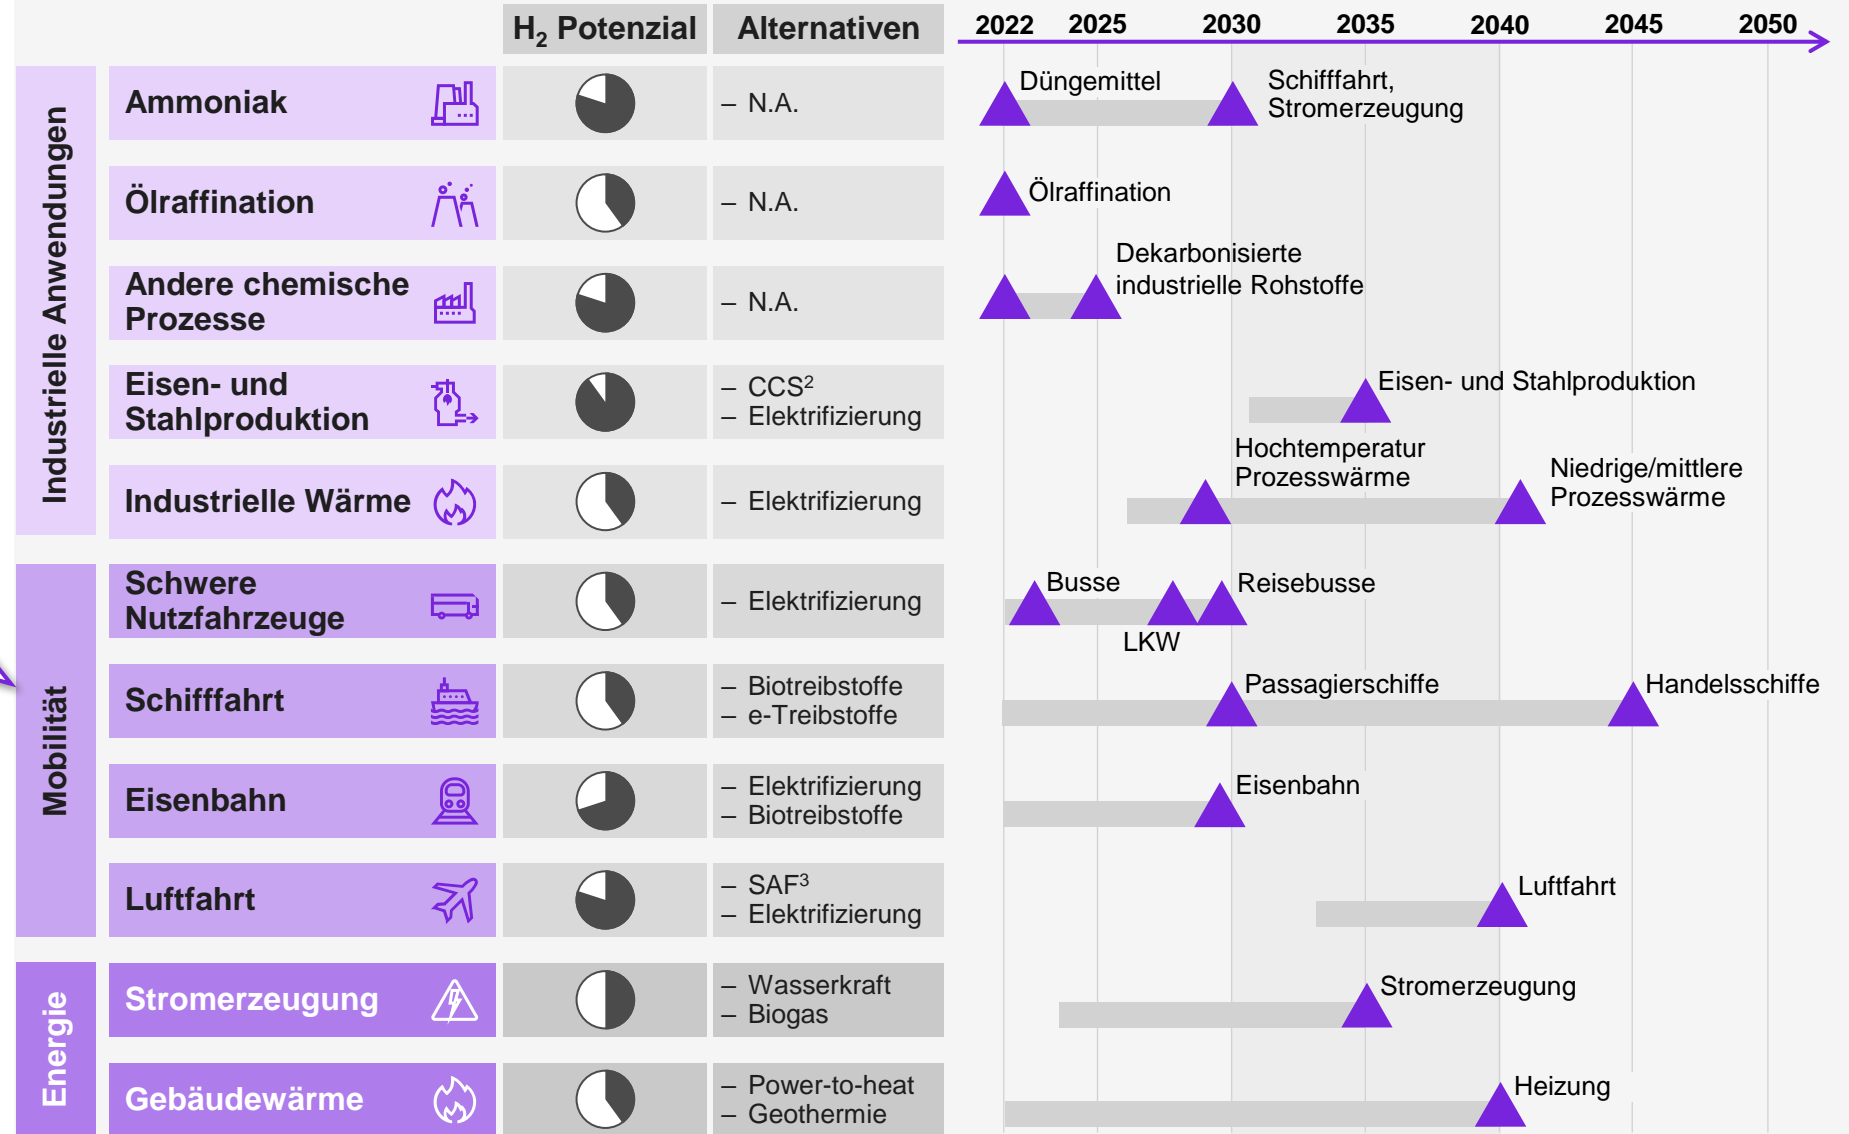 H₂ Potenzial
Alternativen
2022 2025 2030 2035 2040 2045 2050
Industrielle Anwendungen
Ammoniak
– N.A.
Düngemittel
Schifffahrt,
Stromerzeugung
Ölraffination
– N.A.
Ölraffination
Andere chemische
Prozesse
– N.A.
Dekarbonisierte
industrielle Rohstoffe
Eisen- und
Stahlproduktion
– CCS²
– Elektrifizierung
Eisen- und Stahlproduktion
Industrielle Wärme
– Elektrifizierung
Hochtemperatur
Prozesswärme
Niedrige/mittlere
Prozesswärme
Mobilität
Schwere
Nutzfahrzeuge
– Elektrifizierung
Busse
LKW
Reisebusse
Schifffahrt
– Biotreibstoffe
– e-Treibstoffe
Passagierschiffe
Handelsschiffe
Eisenbahn
– Elektrifizierung
– Biotreibstoffe
Eisenbahn
Luftfahrt
– SAF³
– Elektrifizierung
Luftfahrt
Energie
Stromerzeugung
– Wasserkraft
– Biogas
Stromerzeugung
Gebäudewärme
– Power-to-heat
– Geothermie
Heizung